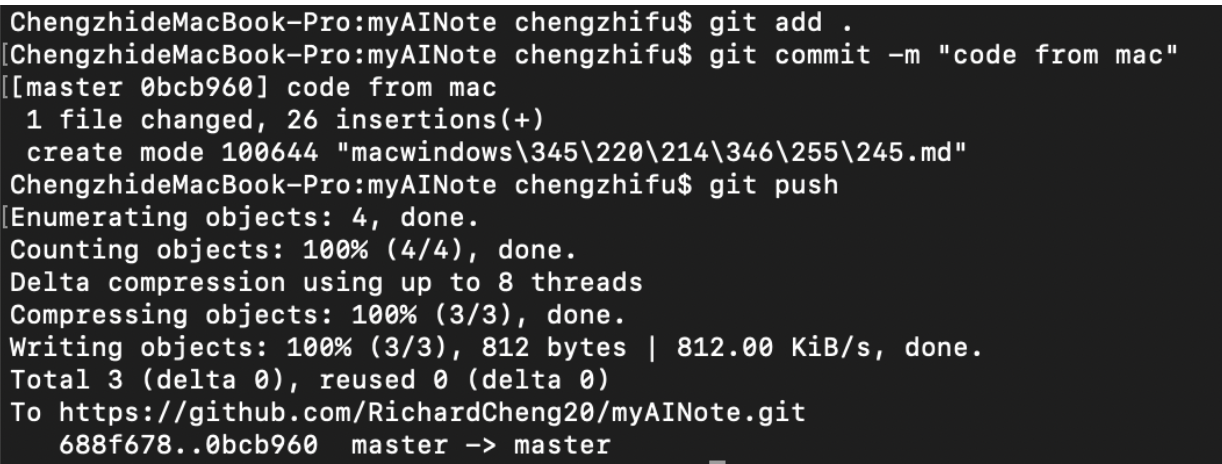 ChengzhideMacBook-Pro:myAINote chengzhifu$ git add .
[ChengzhideMacBook-Pro:myAINote chengzhifu$ git commit -m "code from mac"
[[master 0bcb960] code from mac
 1 file changed, 26 insertions(+)
 create mode 100644 "macwindows\345\220\214\346\255\245.md"
ChengzhideMacBook-Pro:myAINote chengzhifu$ git push
[Enumerating objects: 4, done.
Counting objects: 100% (4/4), done.
Delta compression using up to 8 threads
Compressing objects: 100% (3/3), done.
Writing objects: 100% (3/3), 812 bytes | 812.00 KiB/s, done.
Total 3 (delta 0), reused 0 (delta 0)
To https://github.com/RichardCheng20/myAINote.git
   688f678..0bcb960  master -> master